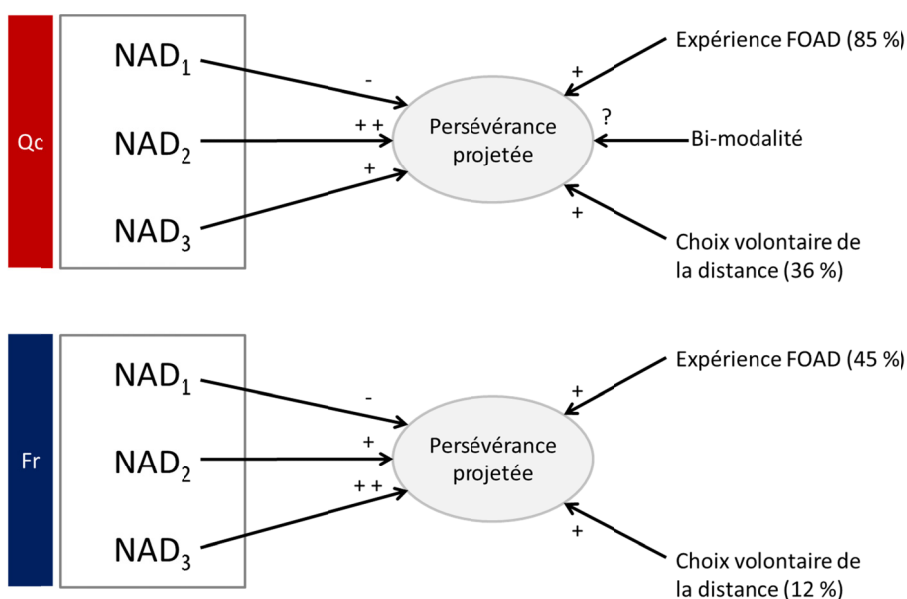 Qc
NAD1
NAD2
NAD3
-
+ +
+
Persévérance
projetée
+
?
+
Expérience FOAD (85 %)
Bi-modalité
Choix volontaire de
la distance (36 %)
Fr
NAD1
NAD2
NAD3
-
+
+ +
Persévérance
projetée
+
+
Expérience FOAD (45 %)
Choix volontaire de
la distance (12 %)